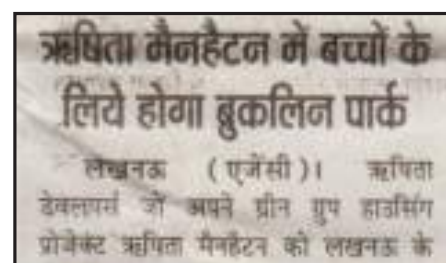 ऋषिता मैनहैटन में बच्चों के
लिये होगा ब्रुकलिन पार्क
लखनऊ (एजेंसी)। ऋषिता
डेवलपर्स जो अपने ग्रीन ग्रुप हाउसिंग
प्रोजेक्ट ऋषिता मैनहैटन को लखनऊ के